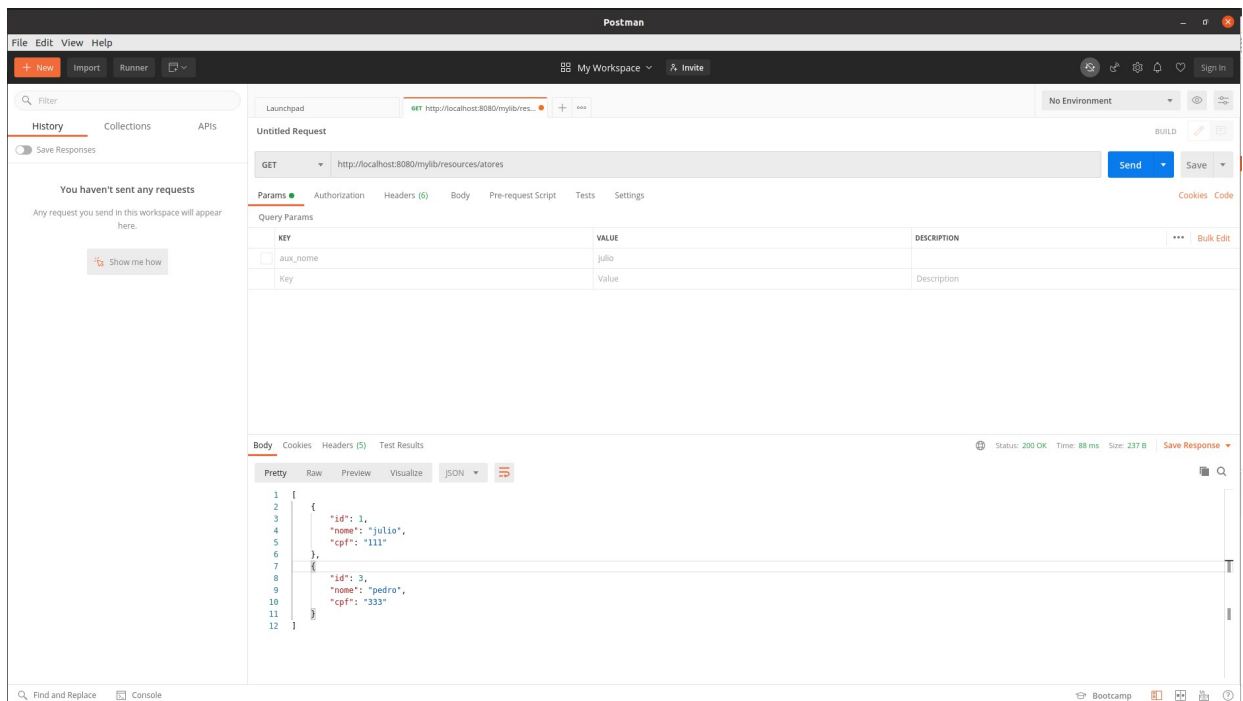 Postman
File Edit View Help
+ New Import Runner My Workspace Invite Sign In
Filter
History Collections APIs
Save Responses
You haven't sent any requests
Any request you send in this workspace will appear
here.
Show me how
Launchpad GET http://localhost:8080/mylib/res... No Environment
Untitled Request BUILD
GET http://localhost:8080/mylib/resources/atores Send Save
Params Authorization Headers (6) Body Pre-request Script Tests Settings Cookies Code
Query Params
KEY VALUE DESCRIPTION ••• Bulk Edit
aux_nome julio
Key Value Description
Body Cookies Headers (5) Test Results Status: 200 OK Time: 88 ms Size: 237 B Save Response
Pretty Raw Preview Visualize JSON
1 [
2 {
3 "id": 1,
4 "nome": "julio",
5 "cpf": "111"
6 },
7 {
8 "id": 3,
9 "nome": "pedro",
10 "cpf": "333"
11 }
12 ]
Find and Replace Console Bootcamp